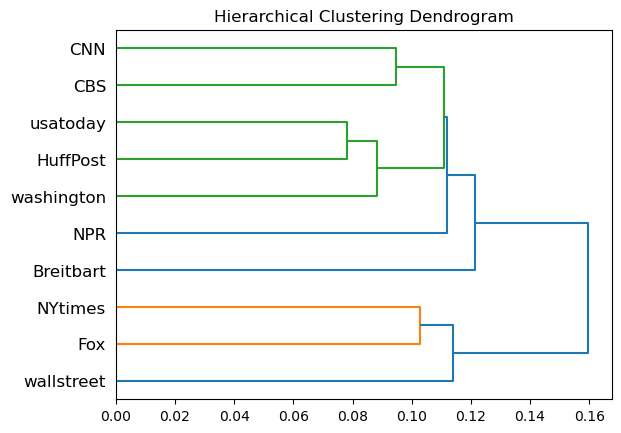 Hierarchical Clustering Dendrogram
CNN
CBS
usatoday
HuffPost
washington
NPR
Breitbart
NYtimes
Fox
wallstreet
0.00 0.02 0.04 0.06 0.08 0.10 0.12 0.14 0.16